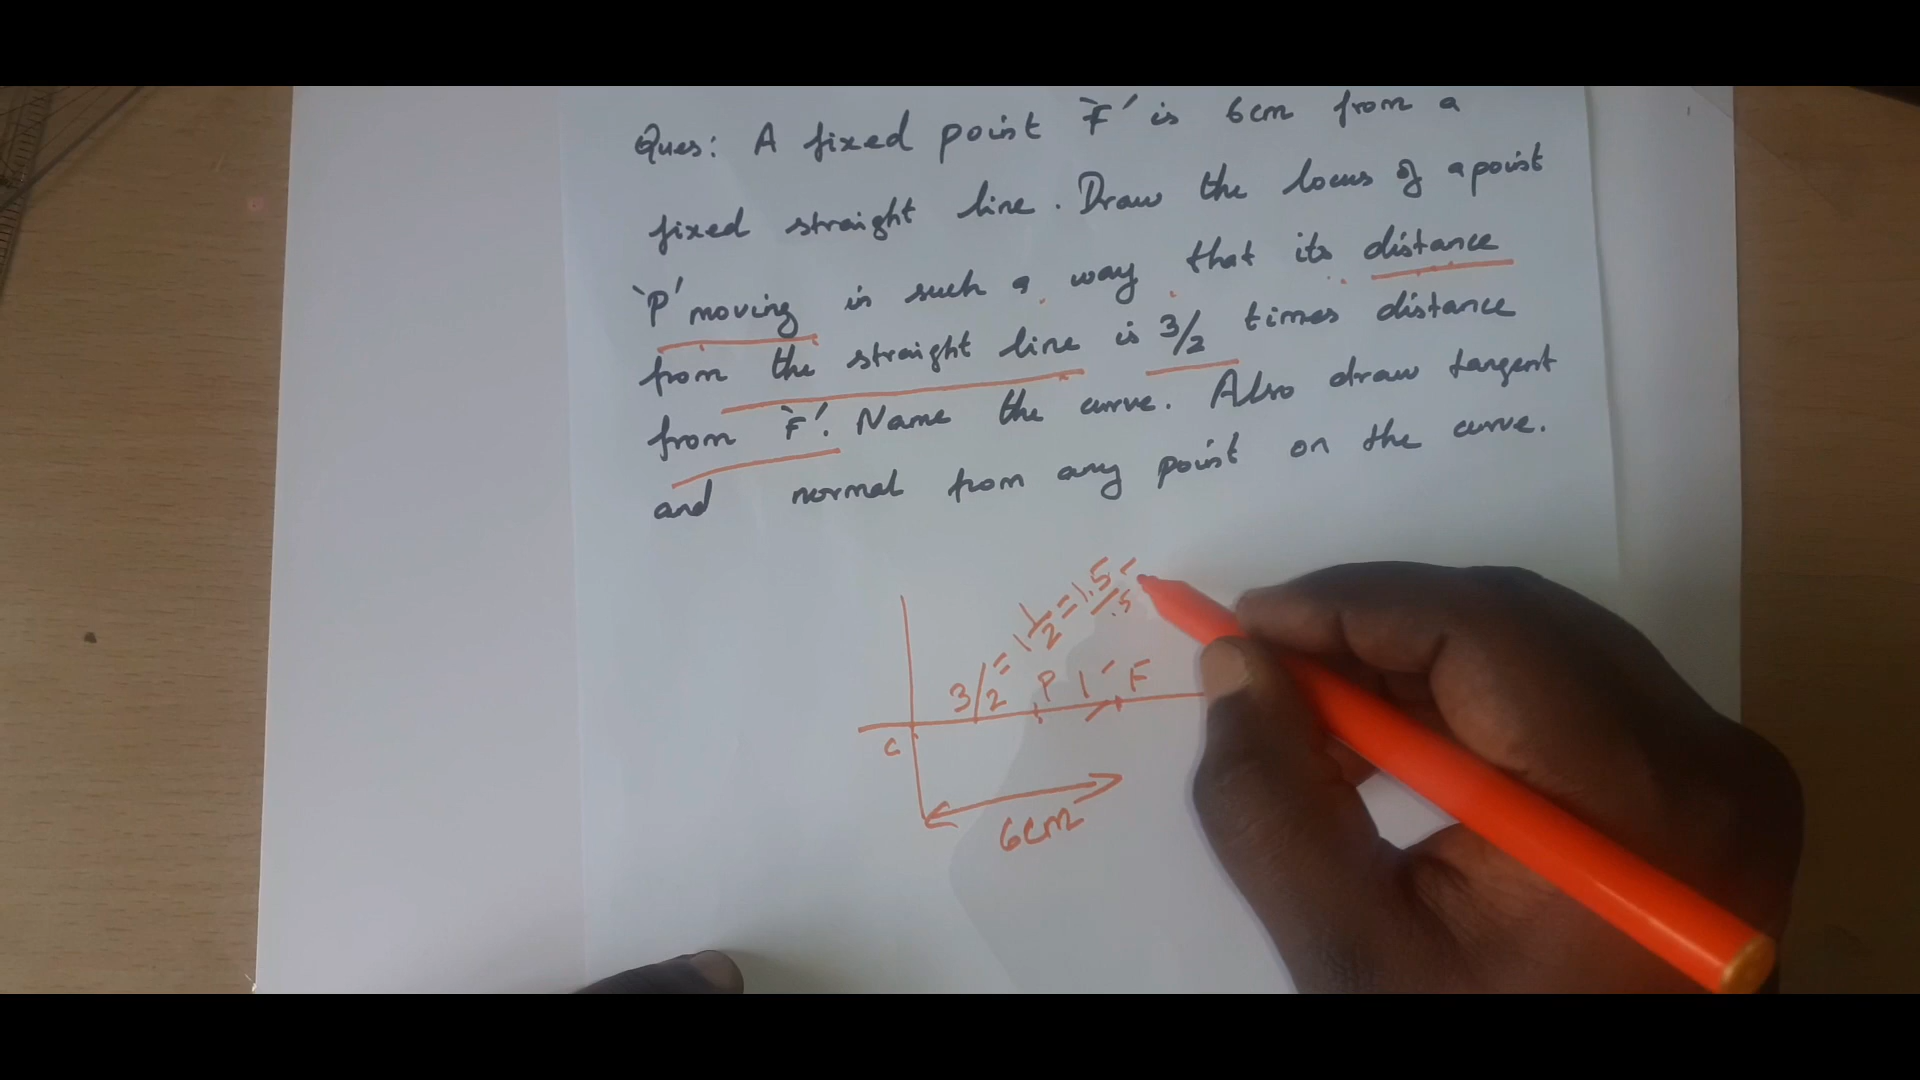 Ques: A fixed point `F' is 6cm from a
fixed straight line. Draw the locus of a point
`P' moving in such a way that its distance
from the straight line is 3/2 times distance
from `F'. Name the curve. Also draw tangent
and normal from any point on the curve.
3/2 = 1 1/2 = 1.5
.5
P 1 F
C
6cm